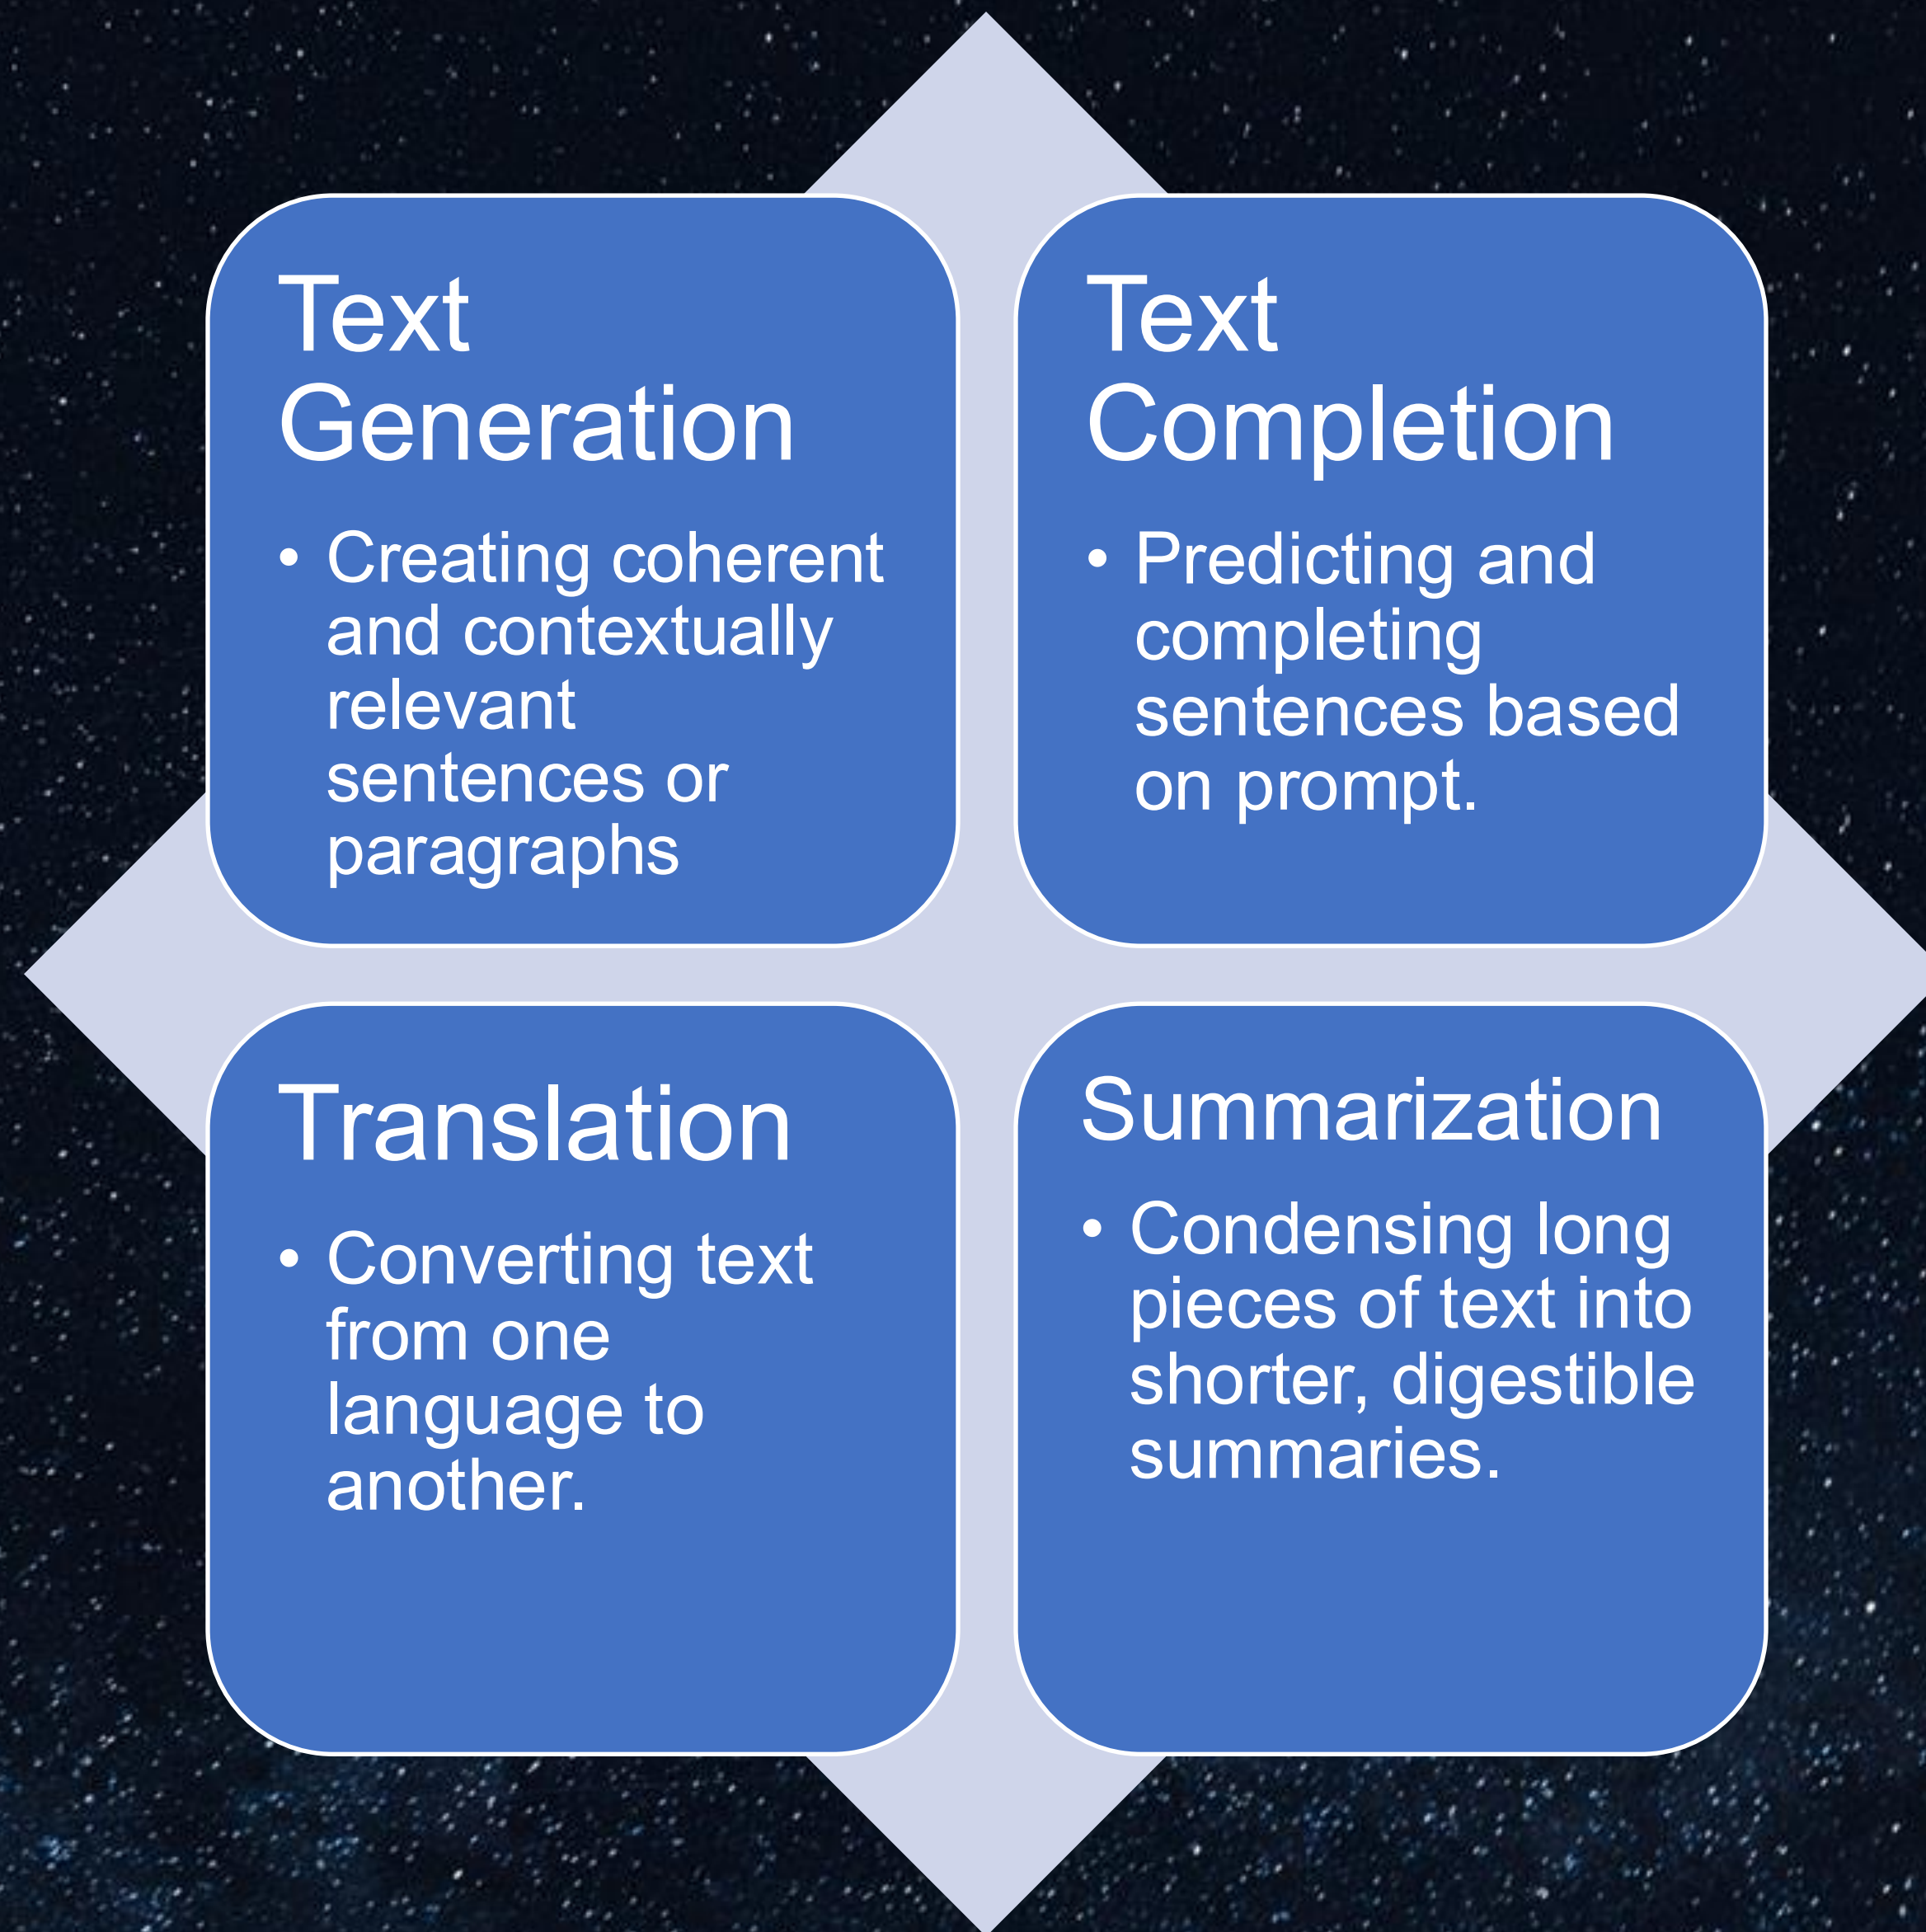 Text
Generation
• Creating coherent
and contextually
relevant
sentences or
paragraphs
Text
Completion
• Predicting and
completing
sentences based
on prompt.
Translation
• Converting text
from one
language to
another.
Summarization
• Condensing long
pieces of text into
shorter, digestible
summaries.